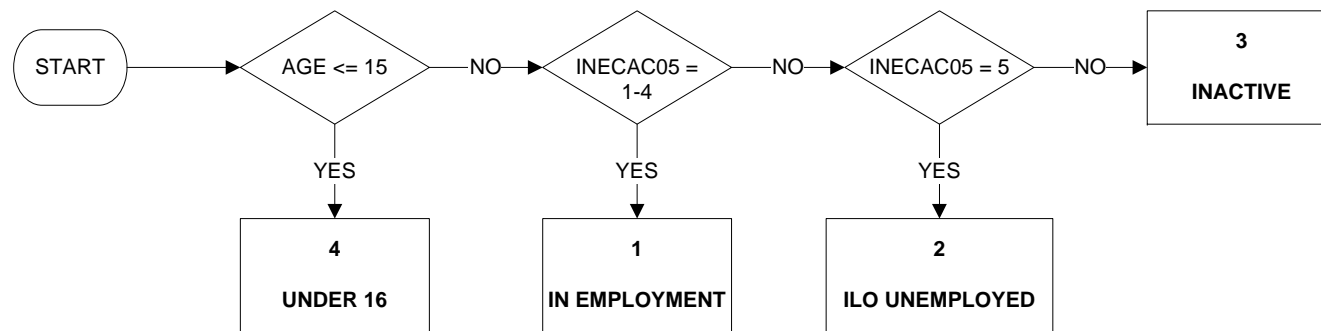 START
AGE <= 15
NO
INECAC05 =
1-4
NO
INECAC05 = 5
NO
3
INACTIVE
YES
YES
YES
4
UNDER 16
1
IN EMPLOYMENT
2
ILO UNEMPLOYED